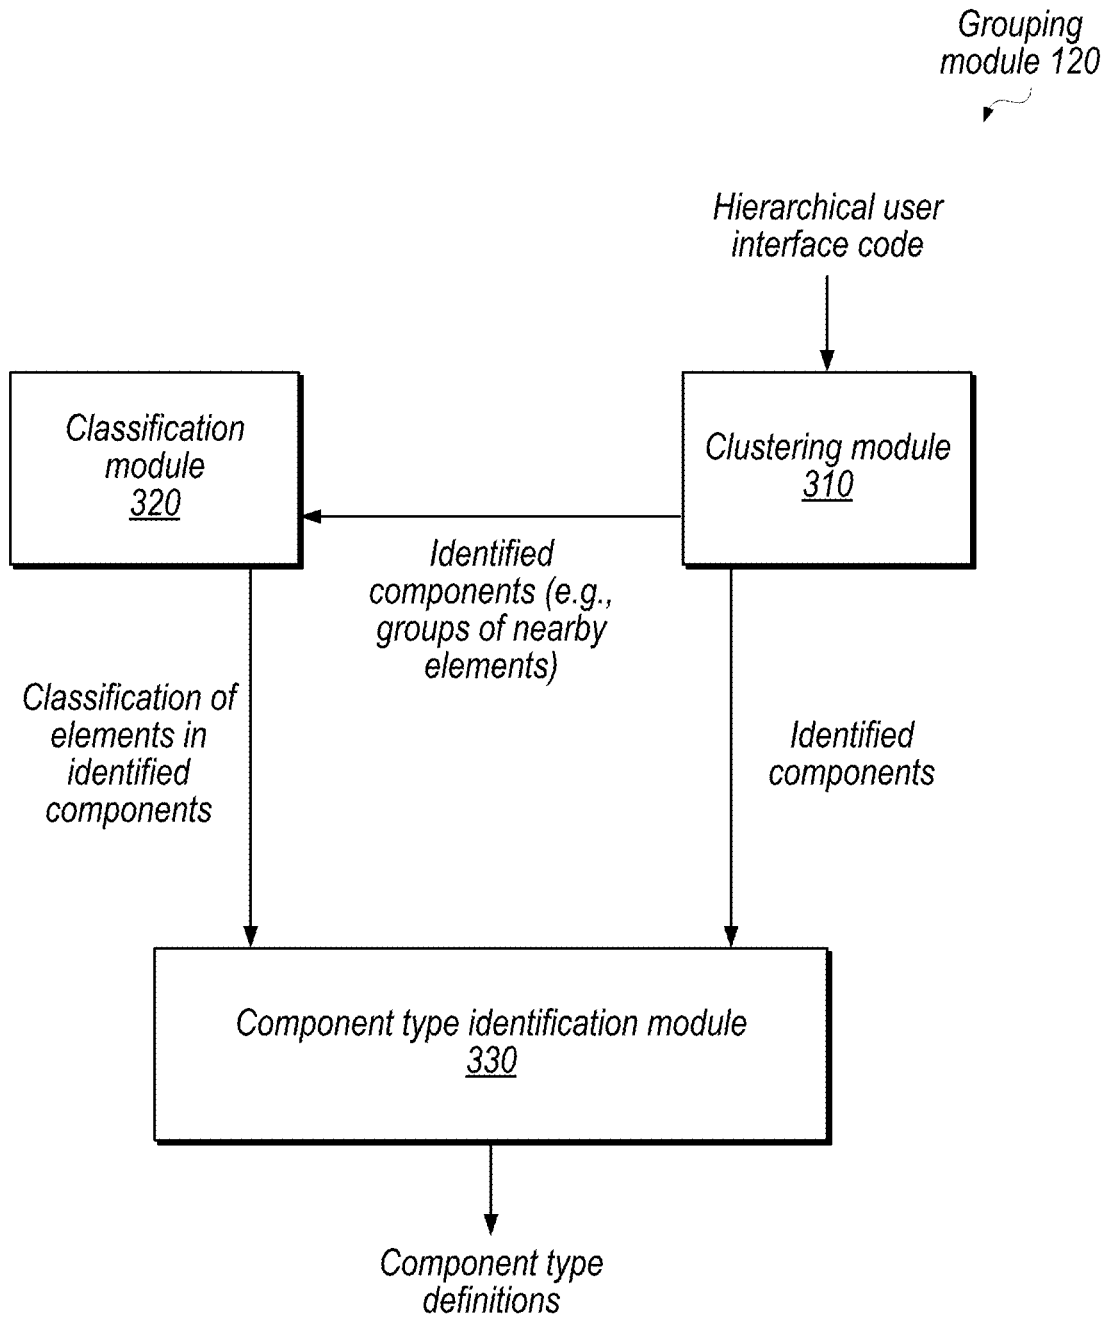 Grouping
module 120
Hierarchical user
interface code
Classification
module
320
Clustering module
310
Identified
components (e.g.,
groups of nearby
elements)
Classification of
elements in
identified
components
Identified
components
Component type identification module
330
Component type
definitions